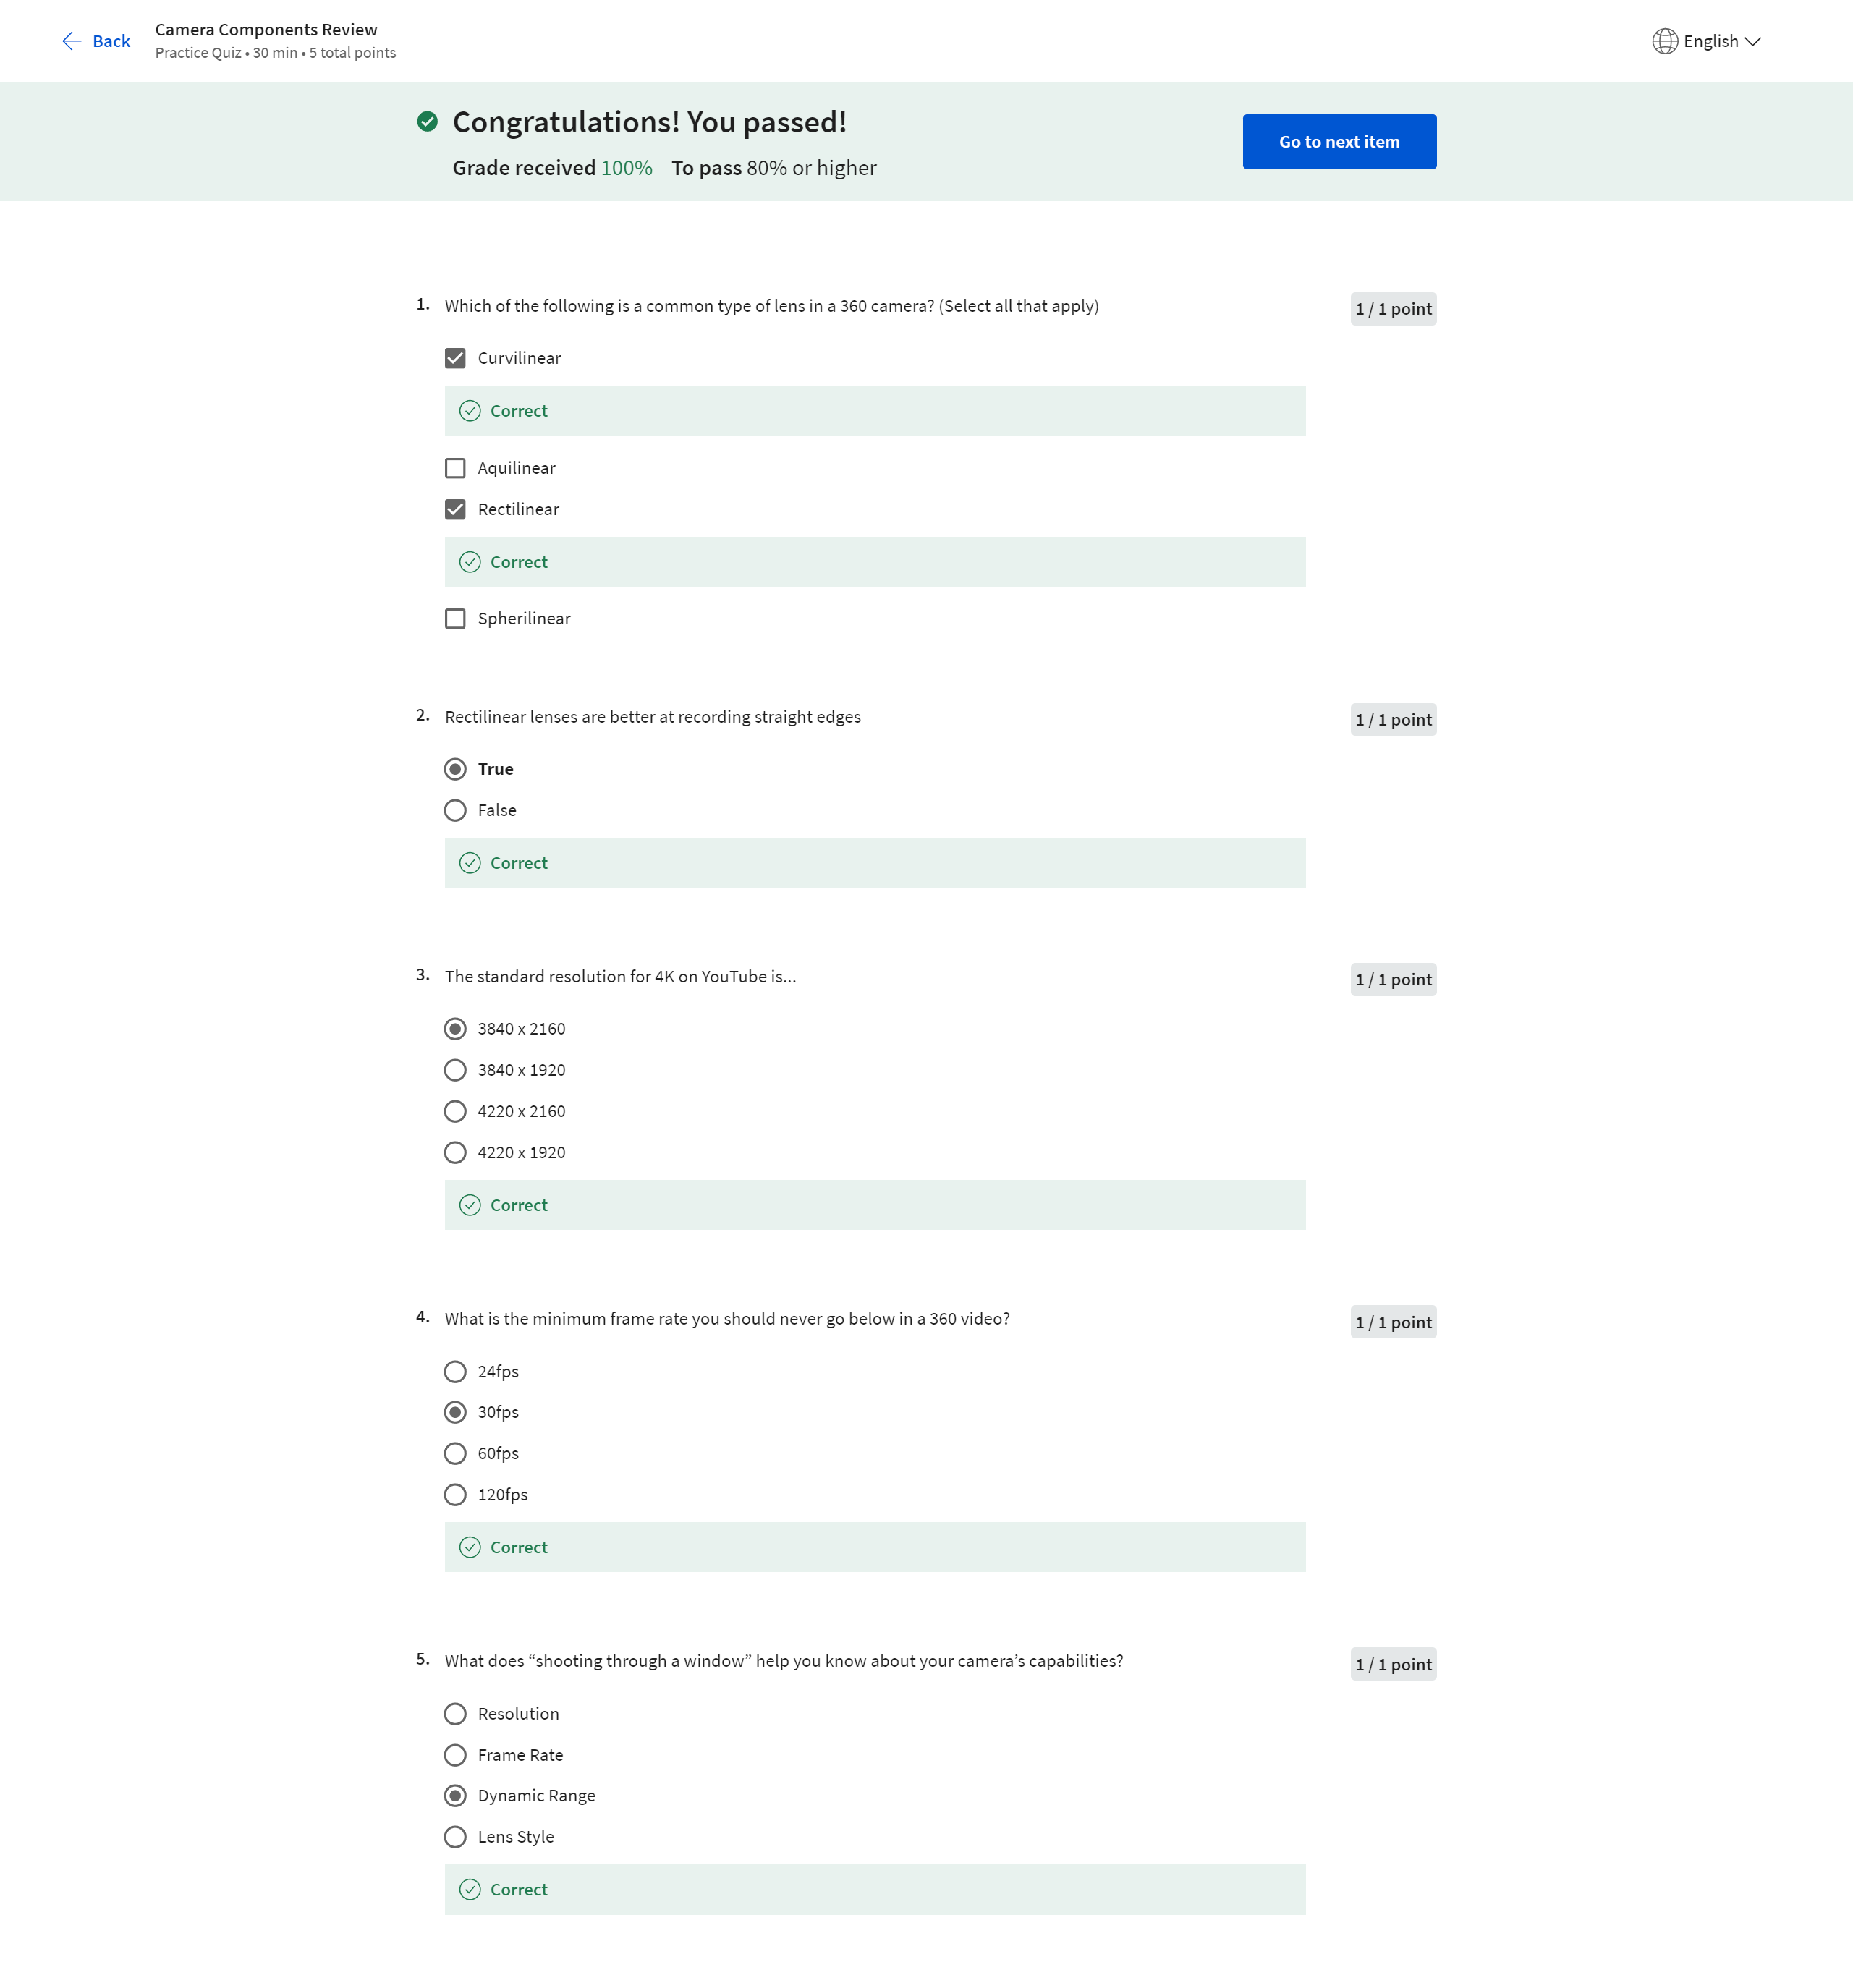 Back
Camera Components Review
Practice Quiz • 30 min • 5 total points
English
Congratulations! You passed!
Grade received 100% To pass 80% or higher
Go to next item
1. Which of the following is a common type of lens in a 360 camera? (Select all that apply)
1 / 1 point
Curvilinear
Correct
Aquilinear
Rectilinear
Correct
Spherilinear
2. Rectilinear lenses are better at recording straight edges
1 / 1 point
True
False
Correct
3. The standard resolution for 4K on YouTube is...
1 / 1 point
3840 x 2160
3840 x 1920
4220 x 2160
4220 x 1920
Correct
4. What is the minimum frame rate you should never go below in a 360 video?
1 / 1 point
24fps
30fps
60fps
120fps
Correct
5. What does “shooting through a window” help you know about your camera’s capabilities?
1 / 1 point
Resolution
Frame Rate
Dynamic Range
Lens Style
Correct